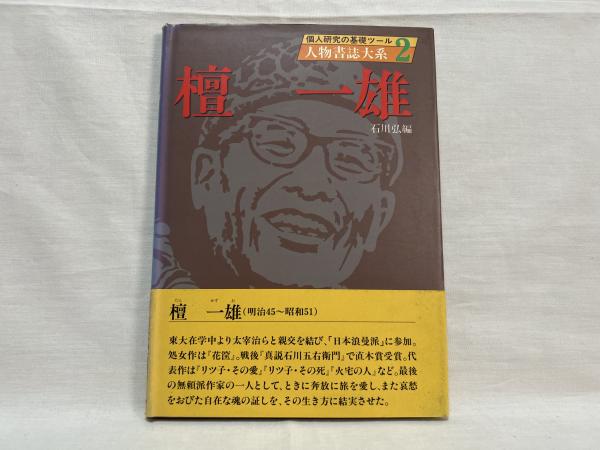 個人研究の基礎ツール
人物書誌大系 2
檀 一雄
石川弘編
だん かず お
檀 一雄(明治45~昭和51)
東大在学中より太宰治らと親交を結び、「日本浪曼派」に参加。
処女作は『花筐』。戦後『真説石川五右衛門』で直木賞受賞。代
表作は『リツ子・その愛』『リツ子・その死』『火宅の人』など。最後
の無頼派作家の一人として、ときに奔放に旅を愛し、また哀愁
をおびた自在な魂の証しを、その生き方に結実させた。